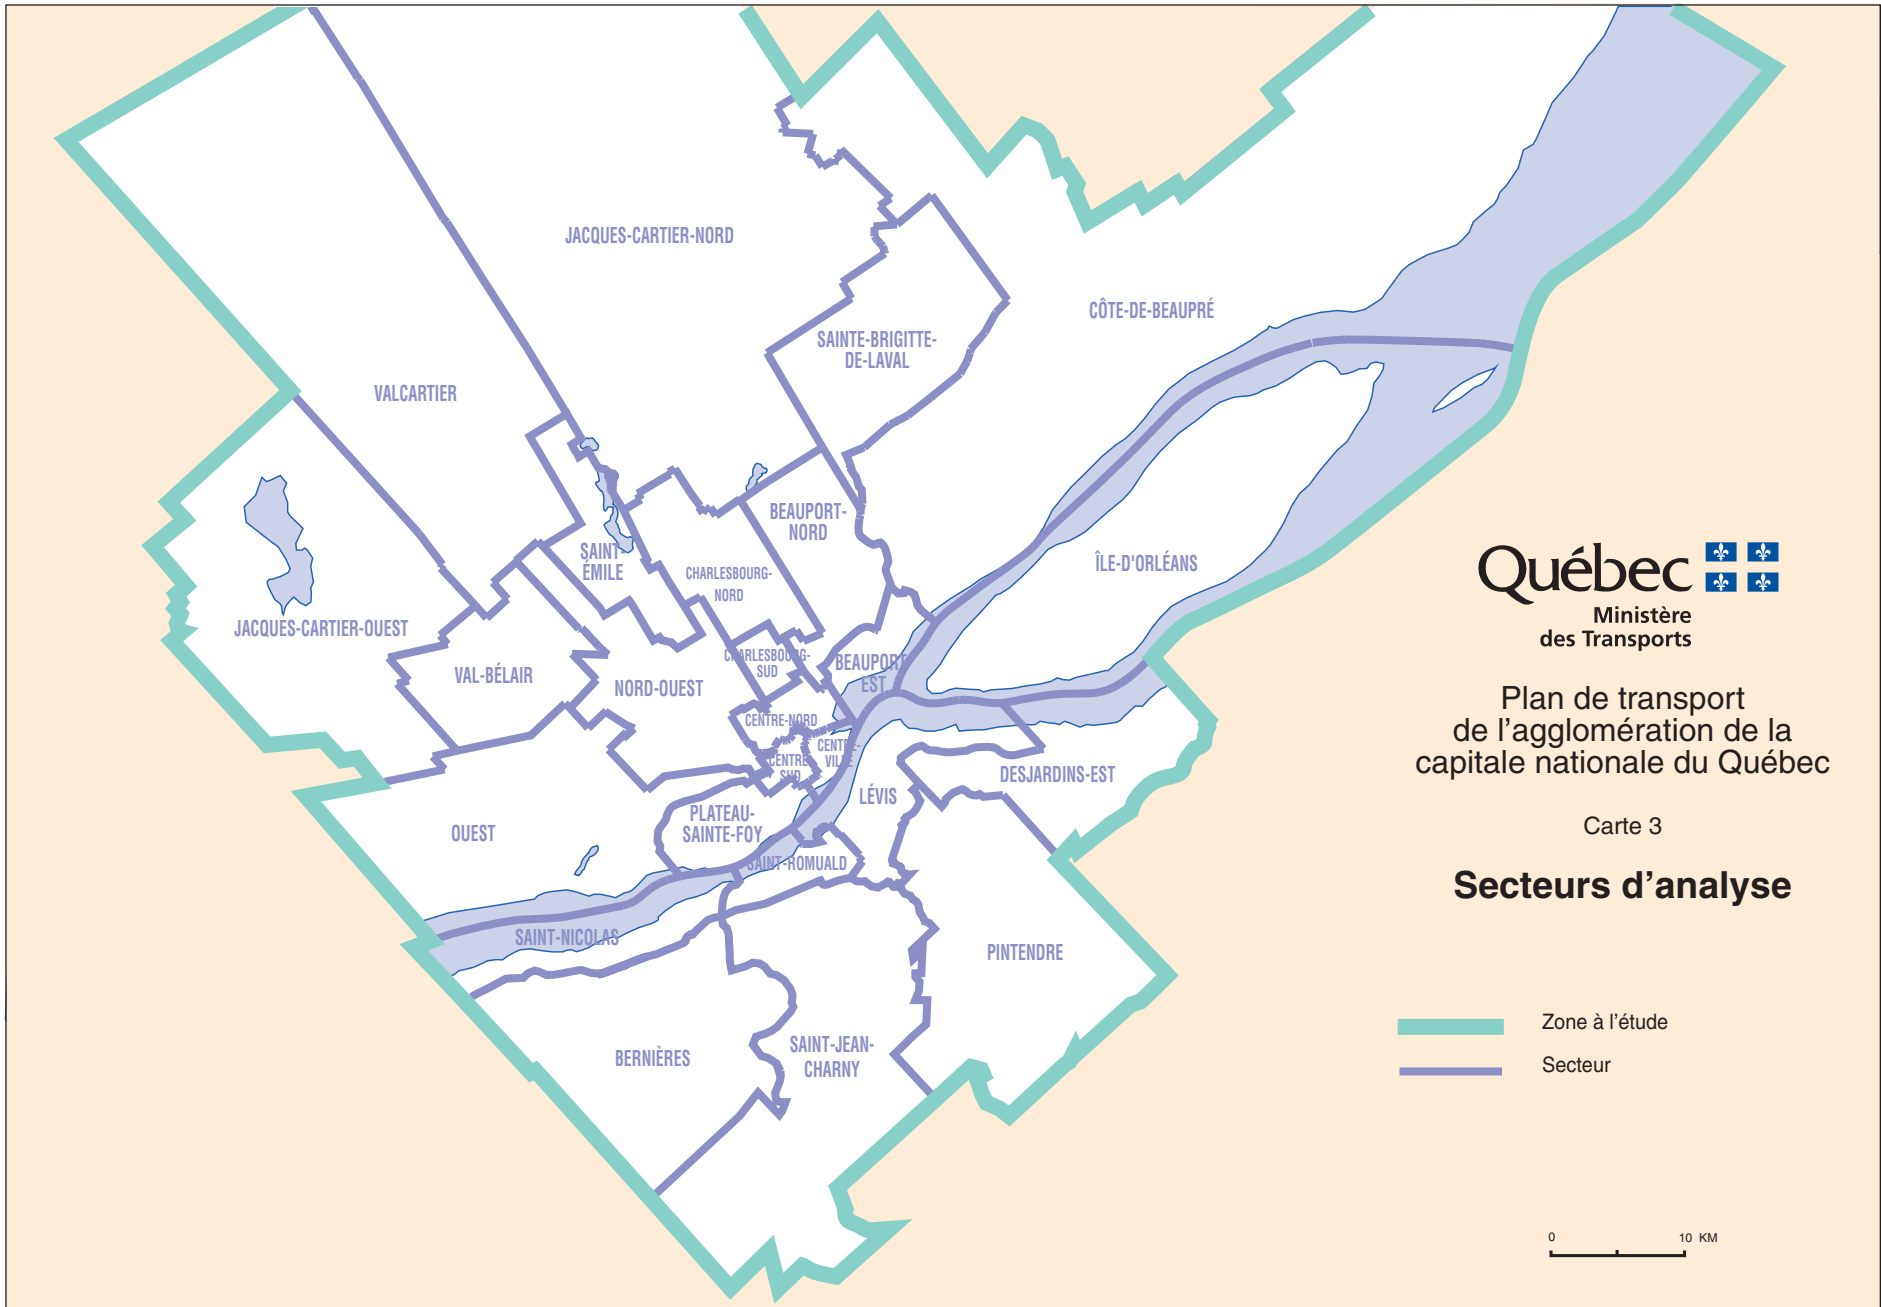 JACQUES-CARTIER-NORD
CÔTE-DE-BEAUPRÉ
SAINTE-BRIGITTE-
DE-LAVAL
VALCARTIER
BEAUPORT-
NORD
SAINT-
ÉMILE
CHARLESBOURG-
NORD
ÎLE-D'ORLÉANS
JACQUES-CARTIER-OUEST
VAL-BÉLAIR
NORD-OUEST
CHARLESBOURG-
SUD
BEAUPORT
EST
CENTRE-NORD
CENTRE-
VILLE
CENTRE
SUD
DESJARDINS-EST
LÉVIS
OUEST
PLATEAU-
SAINTE-FOY
SAINT-ROMUALD
SAINT-NICOLAS
PINTENDRE
BERNIÈRES
SAINT-JEAN-
CHARNY
Québec
Ministère
des Transports
Plan de transport
de l’agglomération de la
capitale nationale du Québec
Carte 3
Secteurs d’analyse
Zone à l’étude
Secteur
0 10 KM